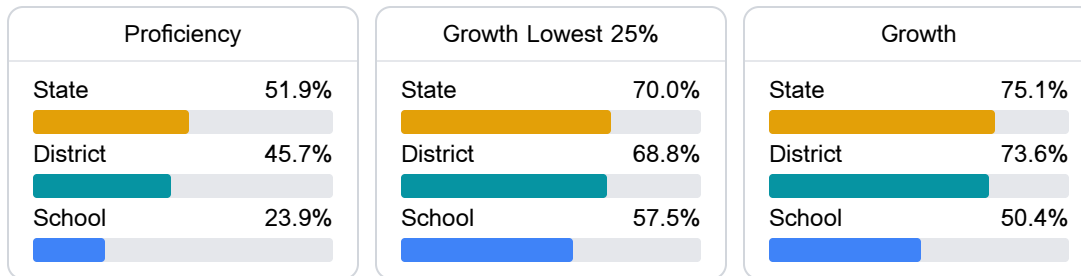 Proficiency
State 51.9%
District 45.7%
School 23.9%
Growth Lowest 25%
State 70.0%
District 68.8%
School 57.5%
Growth
State 75.1%
District 73.6%
School 50.4%